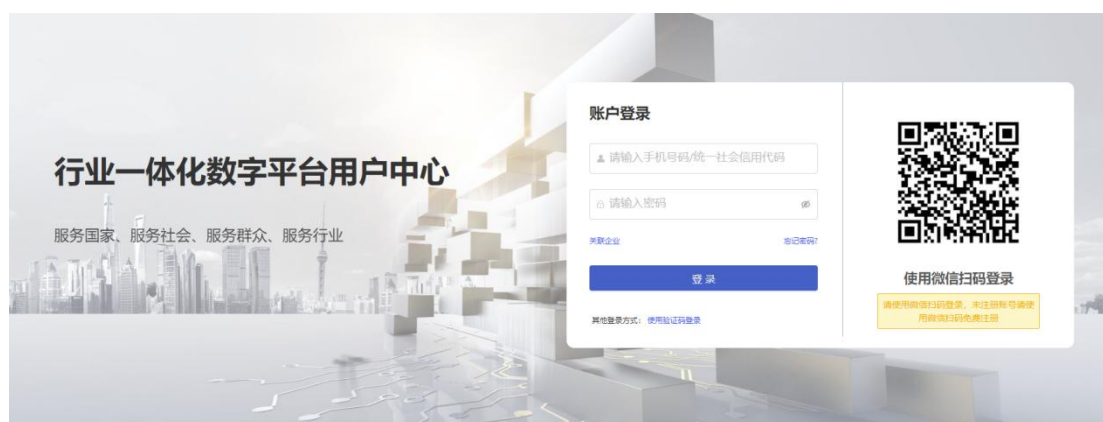 行业一体化数字平台用户中心
服务国家、服务社会、服务群众、服务行业
账户登录
请输入手机号码/统一社会信用代码
请输入密码
关联企业
忘记密码?
登 录
其他登录方式: 使用验证码登录
使用微信扫码登录
请使用微信扫码登录，未注册账号请使
用微信扫码免费注册